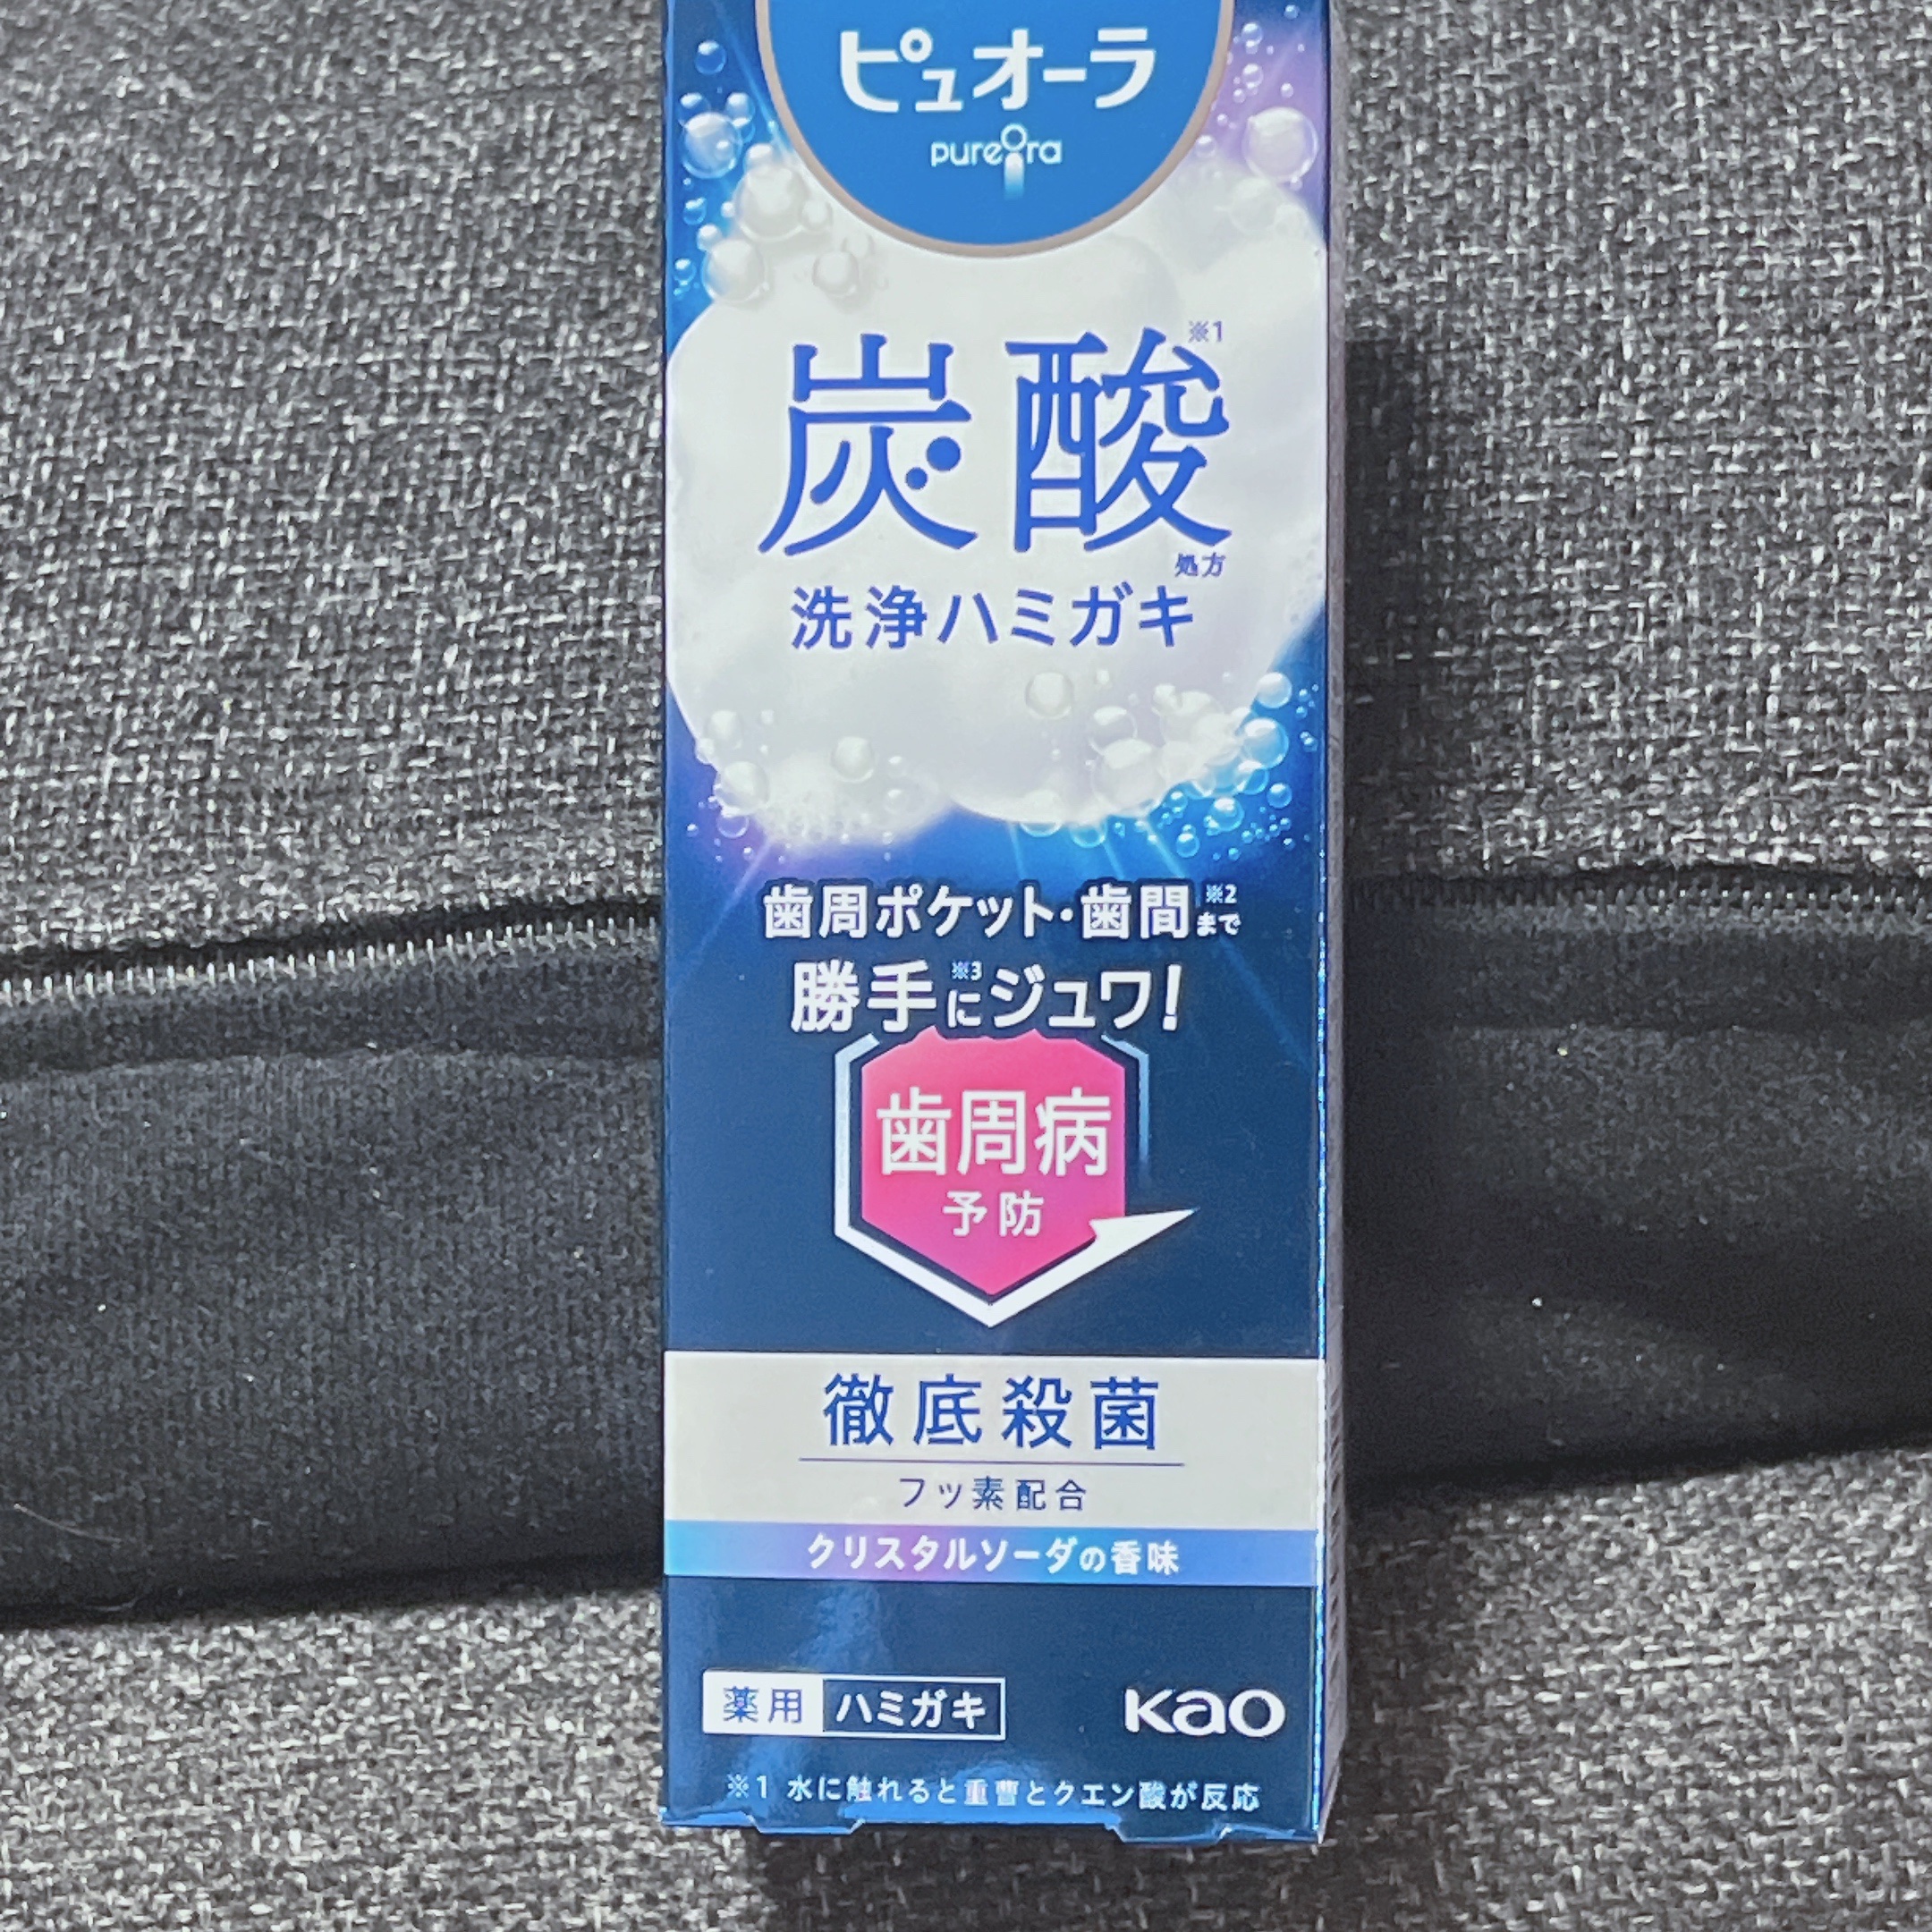 ピュオーラ
pureora
炭酸※1
処方
洗浄ハミガキ
歯周ポケット・歯間※2まで
勝手※3にジュワ!
歯周病
予防
徹底殺菌
フッ素配合
クリスタルソーダの香味
薬用 ハミガキ
Kao
※1 水に触れると重曹とクエン酸が反応